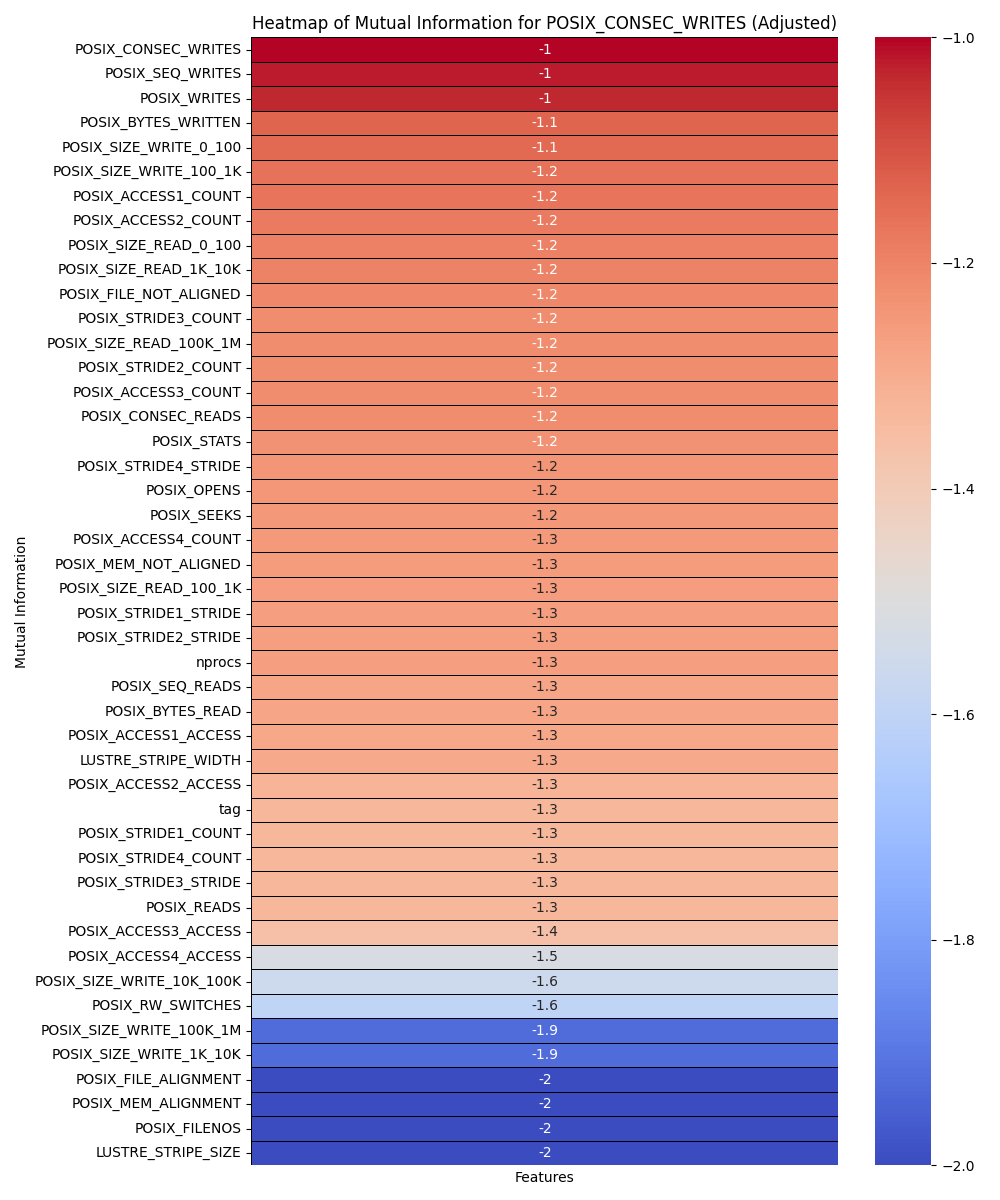 Heatmap of Mutual Information for POSIX_CONSEC_WRITES (Adjusted)
POSIX_CONSEC_WRITES -1
POSIX_SEQ_WRITES -1
POSIX_WRITES -1
POSIX_BYTES_WRITTEN -1.1
POSIX_SIZE_WRITE_0_100 -1.1
POSIX_SIZE_WRITE_100_1K -1.2
POSIX_ACCESS1_COUNT -1.2
POSIX_ACCESS2_COUNT -1.2
POSIX_SIZE_READ_0_100 -1.2
POSIX_SIZE_READ_1K_10K -1.2
POSIX_FILE_NOT_ALIGNED -1.2
POSIX_STRIDE3_COUNT -1.2
POSIX_SIZE_READ_100K_1M -1.2
POSIX_STRIDE2_COUNT -1.2
POSIX_ACCESS3_COUNT -1.2
POSIX_CONSEC_READS -1.2
POSIX_STATS -1.2
POSIX_STRIDE4_STRIDE -1.2
POSIX_OPENS -1.2
POSIX_SEEKS -1.2
POSIX_ACCESS4_COUNT -1.3
POSIX_MEM_NOT_ALIGNED -1.3
POSIX_SIZE_READ_100_1K -1.3
POSIX_STRIDE1_STRIDE -1.3
POSIX_STRIDE2_STRIDE -1.3
nprocs -1.3
POSIX_SEQ_READS -1.3
POSIX_BYTES_READ -1.3
POSIX_ACCESS1_ACCESS -1.3
LUSTRE_STRIPE_WIDTH -1.3
POSIX_ACCESS2_ACCESS -1.3
tag -1.3
POSIX_STRIDE1_COUNT -1.3
POSIX_STRIDE4_COUNT -1.3
POSIX_STRIDE3_STRIDE -1.3
POSIX_READS -1.3
POSIX_ACCESS3_ACCESS -1.4
POSIX_ACCESS4_ACCESS -1.5
POSIX_SIZE_WRITE_10K_100K -1.6
POSIX_RW_SWITCHES -1.6
POSIX_SIZE_WRITE_100K_1M -1.9
POSIX_SIZE_WRITE_1K_10K -1.9
POSIX_FILE_ALIGNMENT -2
POSIX_MEM_ALIGNMENT -2
POSIX_FILENOS -2
LUSTRE_STRIPE_SIZE -2
Mutual Information
Features
−1.0
−1.2
−1.4
−1.6
−1.8
−2.0